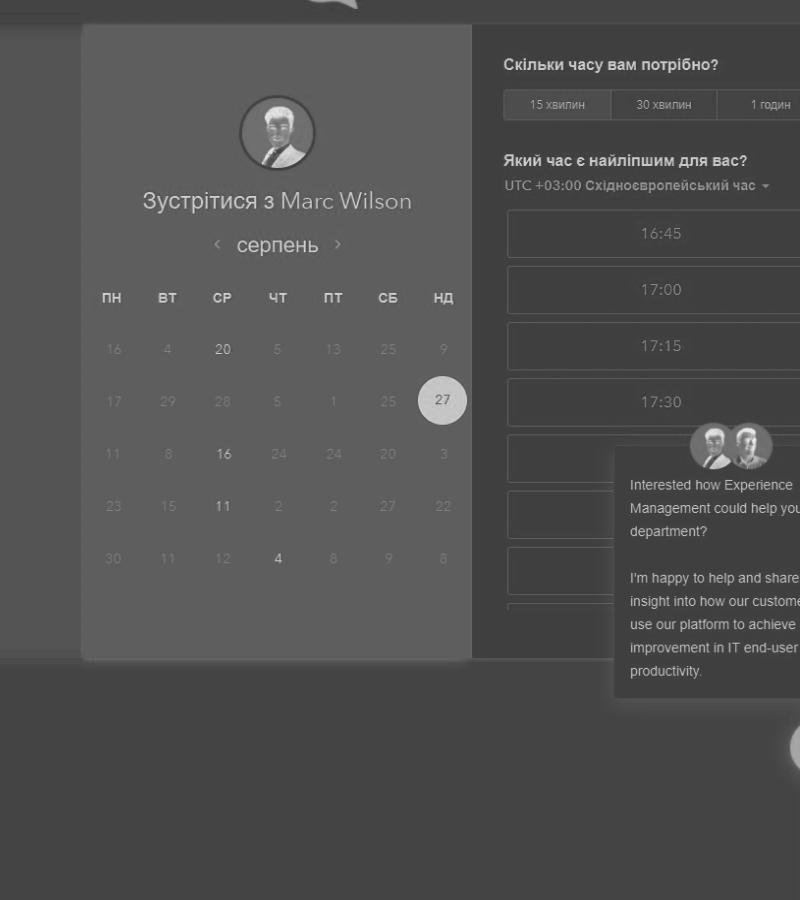 Зустрітися з Marc Wilson
серпень
ПН ВТ СР ЧТ ПТ СБ НД
16 4 20 5 13 25 9
17 29 28 5 1 25 27
11 8 16 24 24 20 3
23 15 11 2 2 27 22
30 11 12 4 8 9 8
Скільки часу вам потрібно?
15 хвилин 30 хвилин 1 годин
Який час є найліпшим для вас?
UTC +03:00 Східноєвропейський час
16:45
17:00
17:15
17:30
Interested how Experience
Management could help you
department?
I'm happy to help and share
insight into how our custome
use our platform to achieve
improvement in IT end-user
productivity.